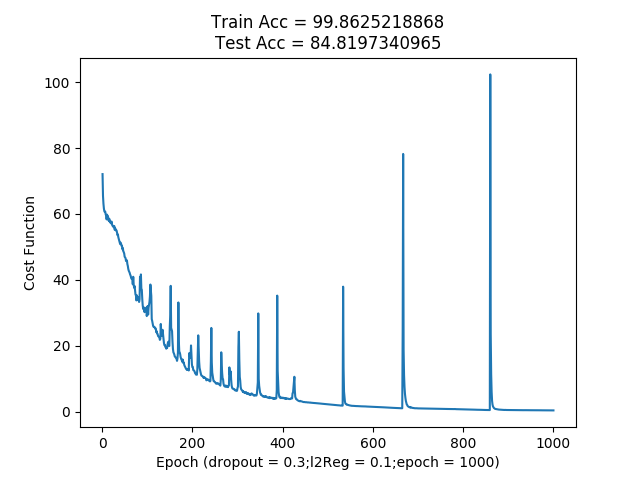 Train Acc = 99.8625218868
Test Acc = 84.8197340965
100
80
60
40
20
0
Cost Function
0 200 400 600 800 1000
Epoch (dropout = 0.3;l2Reg = 0.1;epoch = 1000)